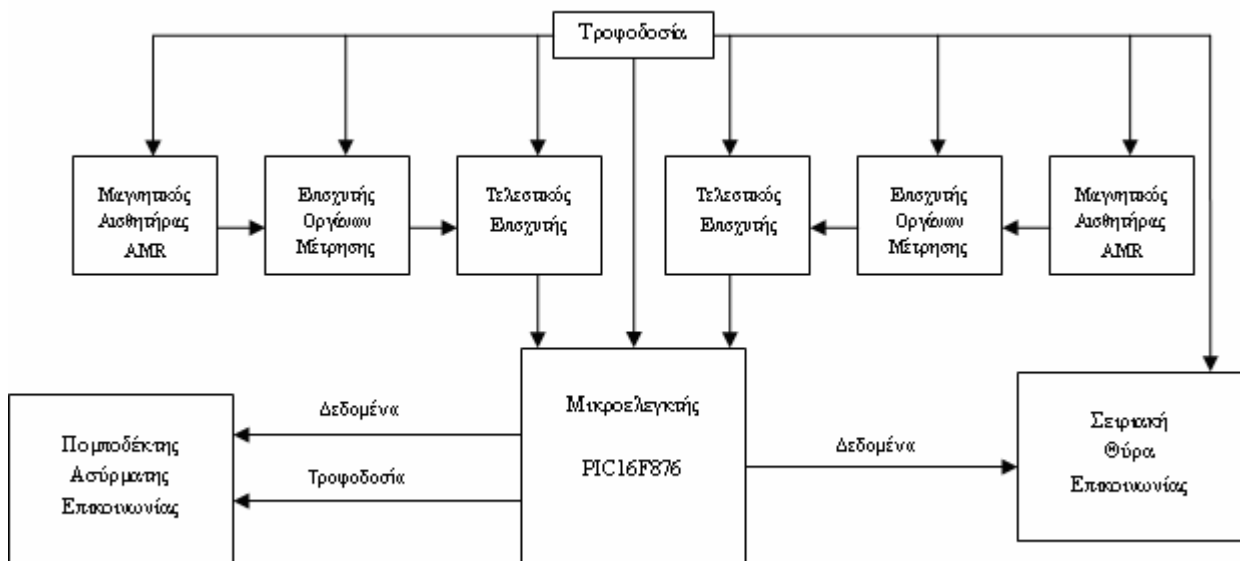 Τροφοδοσία
Μαγνητικός
Αισθητήρας
AMR
Ενισχυτής
Οργάνων
Μέτρησης
Τελεστικός
Ενισχυτής
Τελεστικός
Ενισχυτής
Ενισχυτής
Οργάνων
Μέτρησης
Μαγνητικός
Αισθητήρας
AMR
Μικροελεγκτής
PIC16F876
Δεδομένα
Τροφοδοσία
Πομποδέκτης
Ασύρματης
Επικοινωνίας
Δεδομένα
Σειριακή
Θύρα
Επικοινωνίας